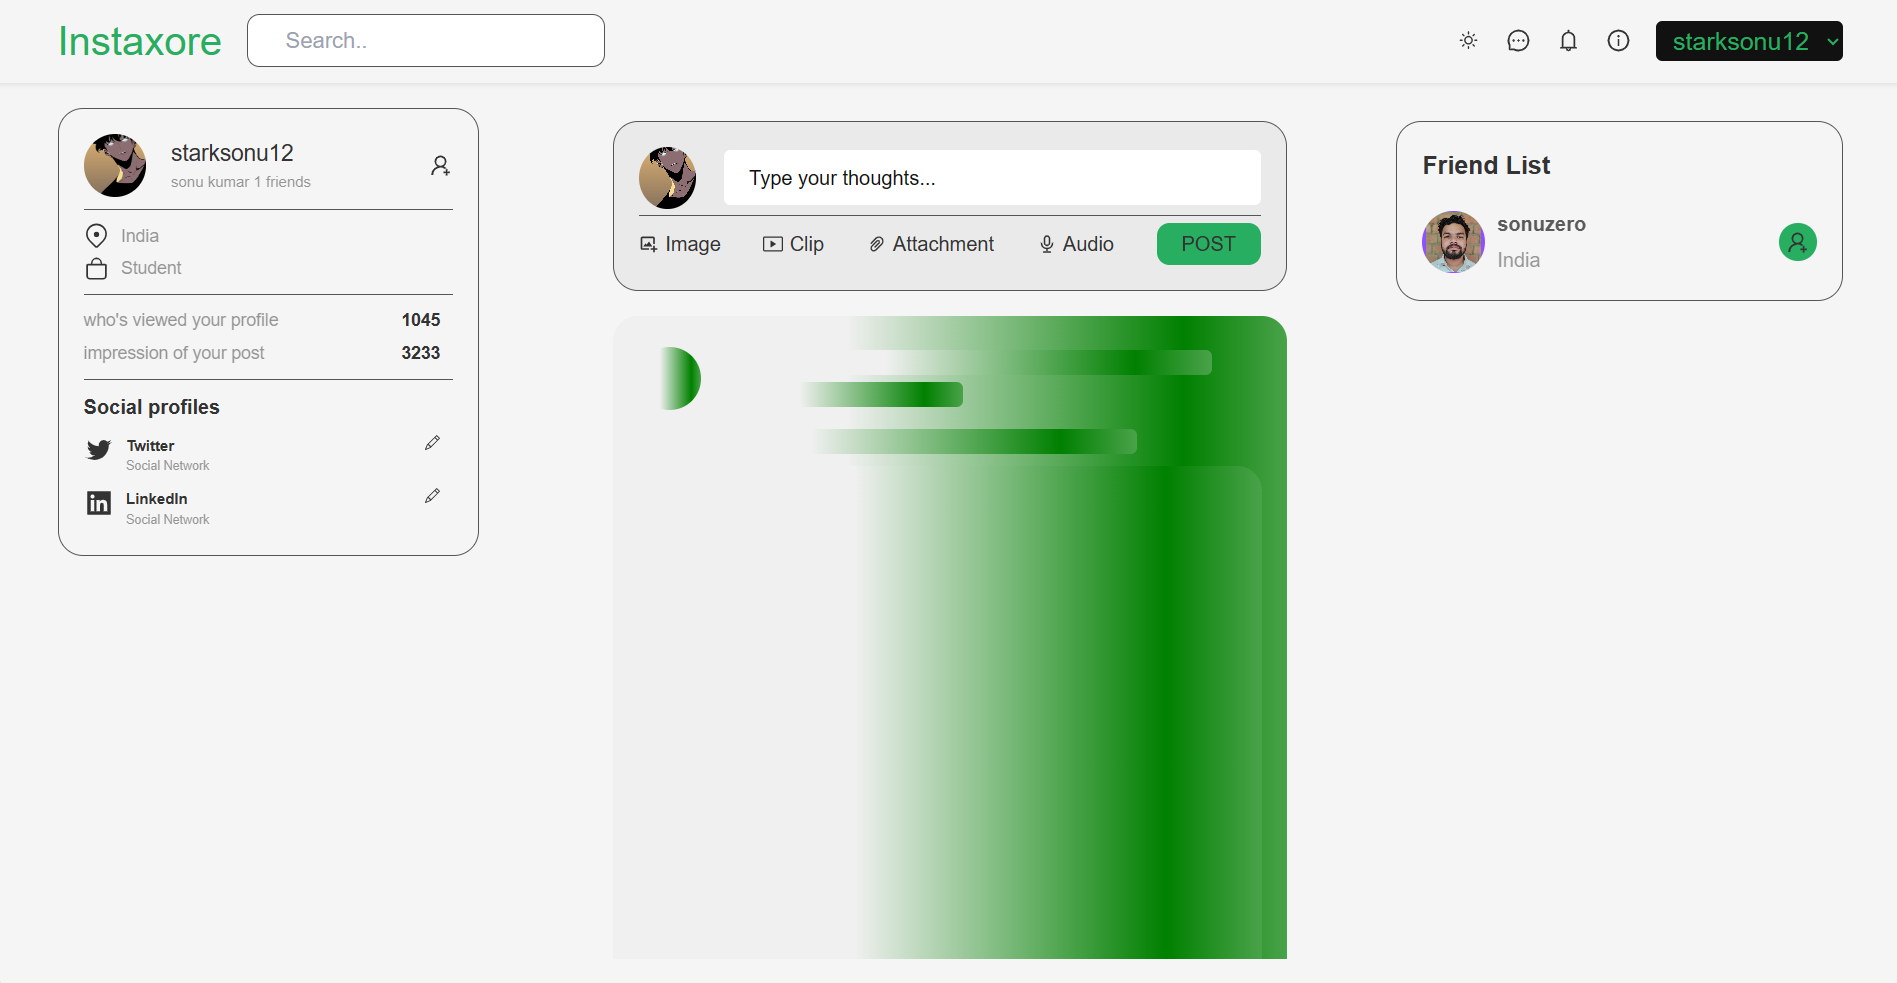 Instaxore
Search..
starksonu12
starksonu12
sonu kumar 1 friends
India
Student
who's viewed your profile 1045
impression of your post 3233
Social profiles
Twitter
Social Network
LinkedIn
Social Network
Type your thoughts...
Image Clip Attachment Audio POST
Friend List
sonuzero
India